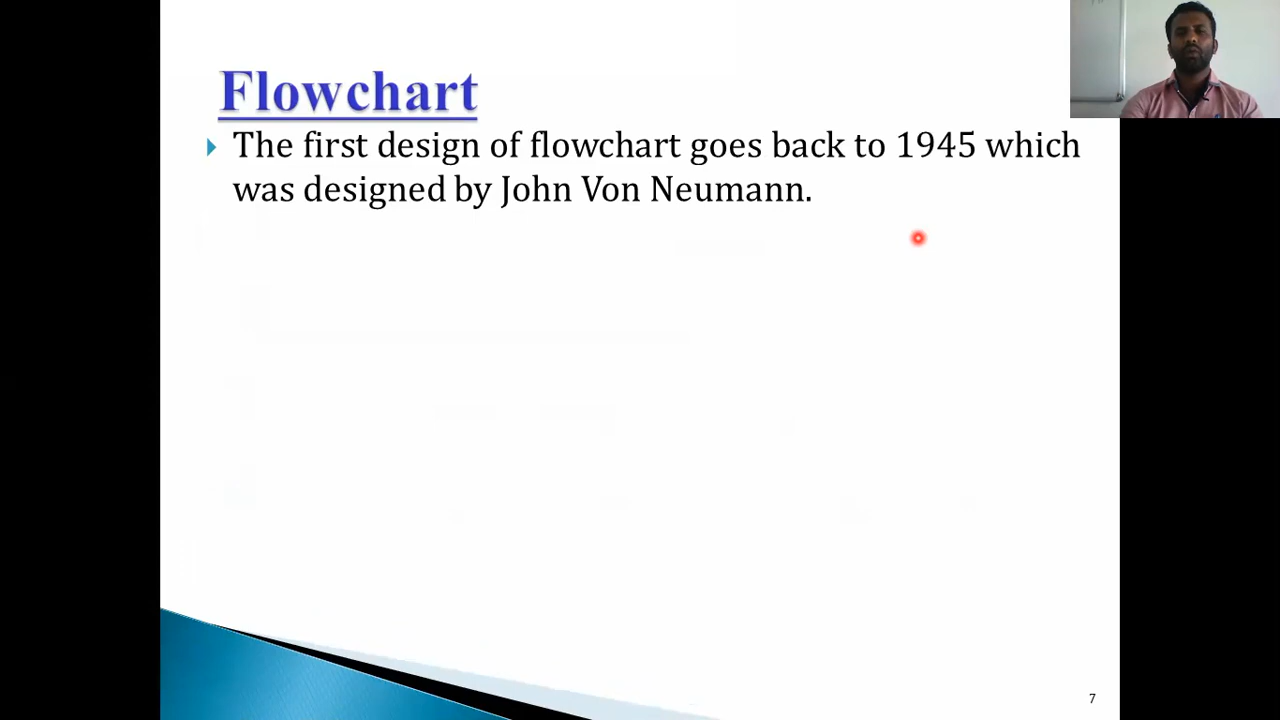 Flowchart
The first design of flowchart goes back to 1945 which
was designed by John Von Neumann.
7